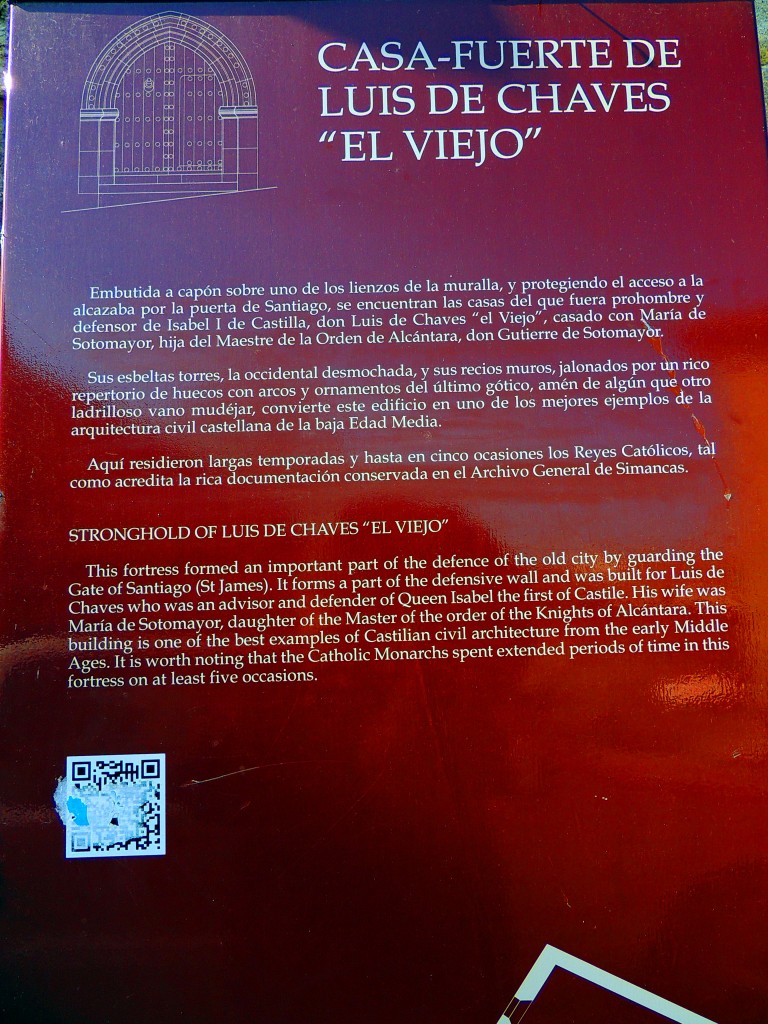 CASA-FUERTE DE
LUIS DE CHAVES
“EL VIEJO”
Embutida a capón sobre uno de los lienzos de la muralla, y protegiendo el acceso a la
alcazaba por la puerta de Santiago, se encuentran las casas del que fuera prohombre y
defensor de Isabel I de Castilla, don Luis de Chaves “el Viejo”, casado con María de
Sotomayor, hija del Maestre de la Orden de Alcántara, don Gutierre de Sotomayor.
Sus esbeltas torres, la occidental desmochada, y sus recios muros, jalonados por un rico
repertorio de huecos con arcos y ornamentos del último gótico, amén de algún que otro
ladrilloso vano mudéjar, convierte este edificio en uno de los mejores ejemplos de la
arquitectura civil castellana de la baja Edad Media.
Aquí residieron largas temporadas y hasta en cinco ocasiones los Reyes Católicos, tal
como acredita la rica documentación conservada en el Archivo General de Simancas.
STRONGHOLD OF LUIS DE CHAVES “EL VIEJO”
This fortress formed an important part of the defence of the old city by guarding the
Gate of Santiago (St James). It forms a part of the defensive wall and was built for Luis de
Chaves who was an advisor and defender of Queen Isabel the first of Castile. His wife was
María de Sotomayor, daughter of the Master of the order of the Knights of Alcántara. This
building is one of the best examples of Castilian civil architecture from the early Middle
Ages. It is worth noting that the Catholic Monarchs spent extended periods of time in this
fortress on at least five occasions.